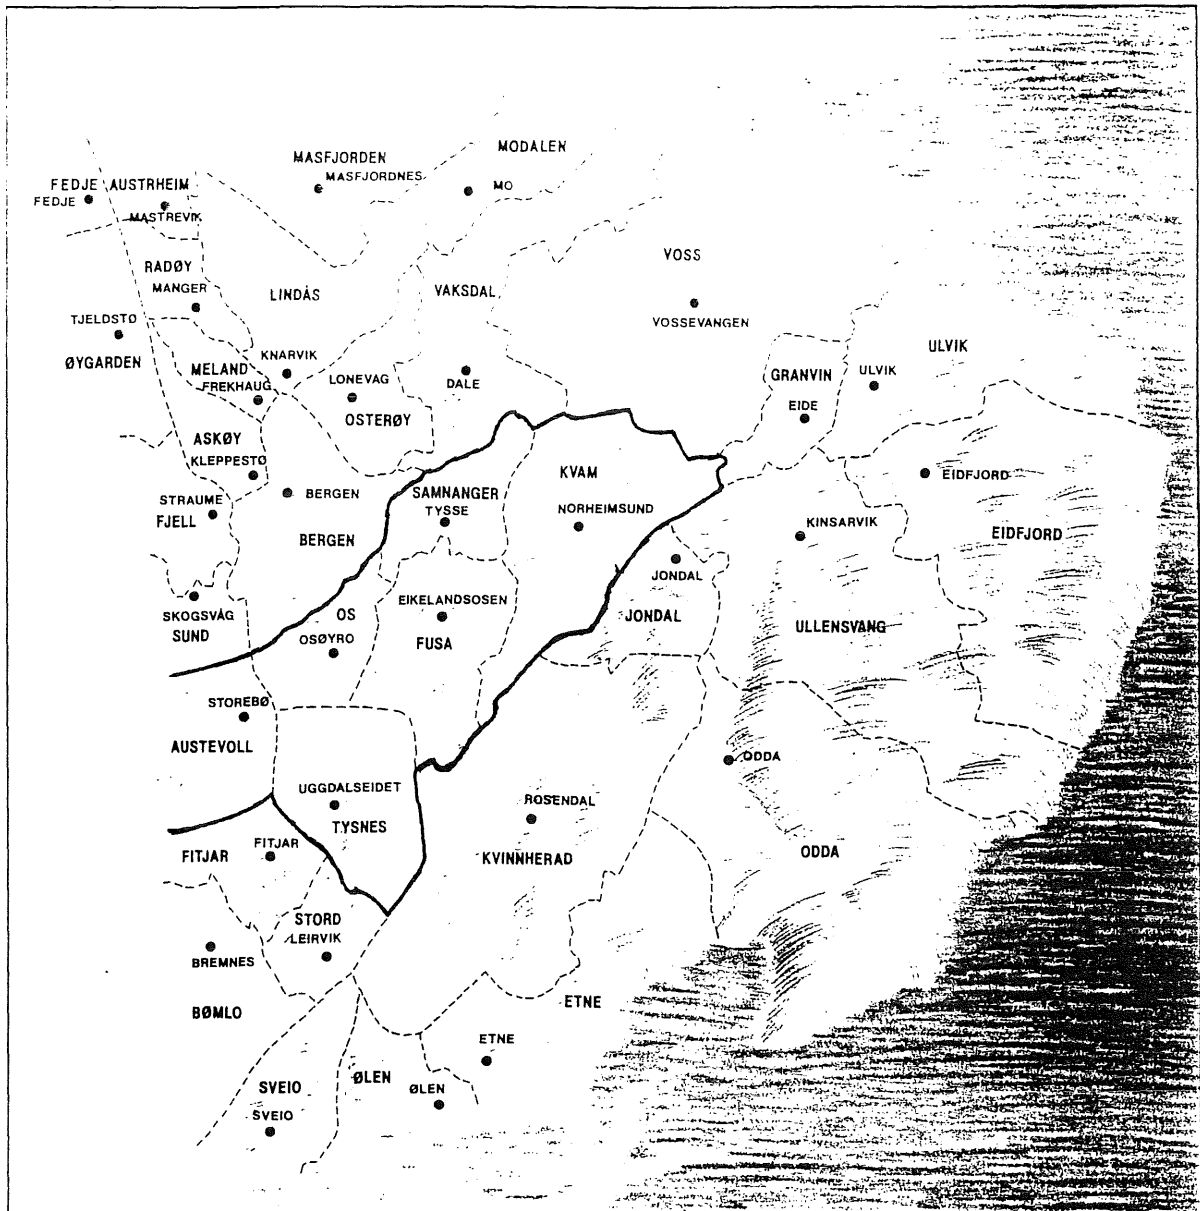 MODALEN
MASFJORDEN
MASFJORDNES
MO
FEDJE
AUSTRHEIM
FEDJE
MASTREVIK
VOSS
RADØY
MANGER
LINDÅS
VAKSDAL
VOSSEVANGEN
TJELDSTØ
ØYGARDEN
ULVIK
KNARVIK
MELAND
FREKHAUG
LONEVAG
DALE
GRANVIN
ULVIK
EIDE
OSTERØY
ASKØY
KLEPPESTØ
KVAM
EIDFJORD
STRAUME
FJELL
BERGEN
SAMNANGER
TYSSE
NORHEIMSUND
KINSARVIK
EIDFJORD
BERGEN
JONDAL
EIKELANDSOSEN
SKOGSVÅG
SUND
OS
OSØYRO
FUSA
JONDAL
ULLENSVANG
STOREBØ
AUSTEVOLL
ODDA
UGGDALSEIDET
TYSNES
ROSENDAL
FITJAR
FITJAR
KVINNHERAD
ODDA
STORD
LEIRVIK
BREMNES
BØMLO
ETNE
ETNE
SVEIO
ØLEN
ØLEN
SVEIO